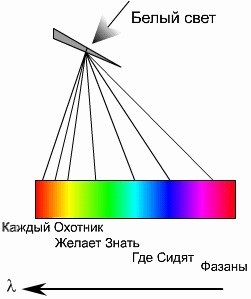 Белый свет
Каждый Охотник
Желает Знать
Где Сидят
Фазаны
λ